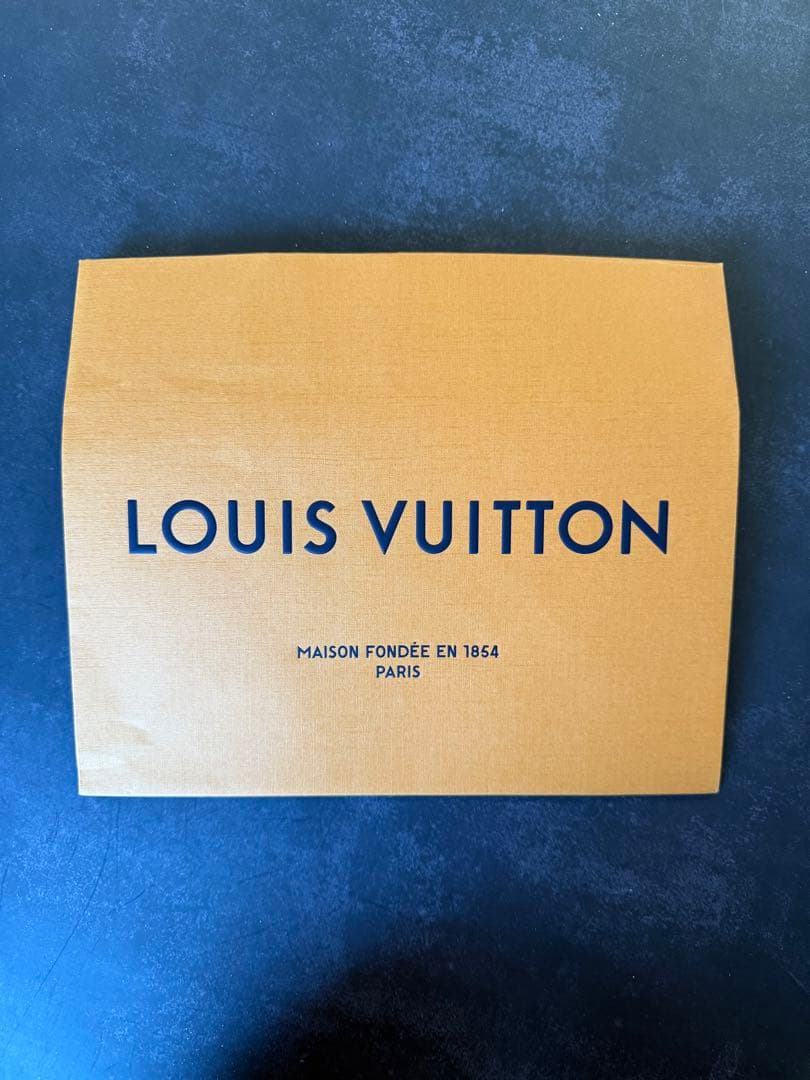 LOUIS VUITTON
MAISON FONDÉE EN 1854
PARIS